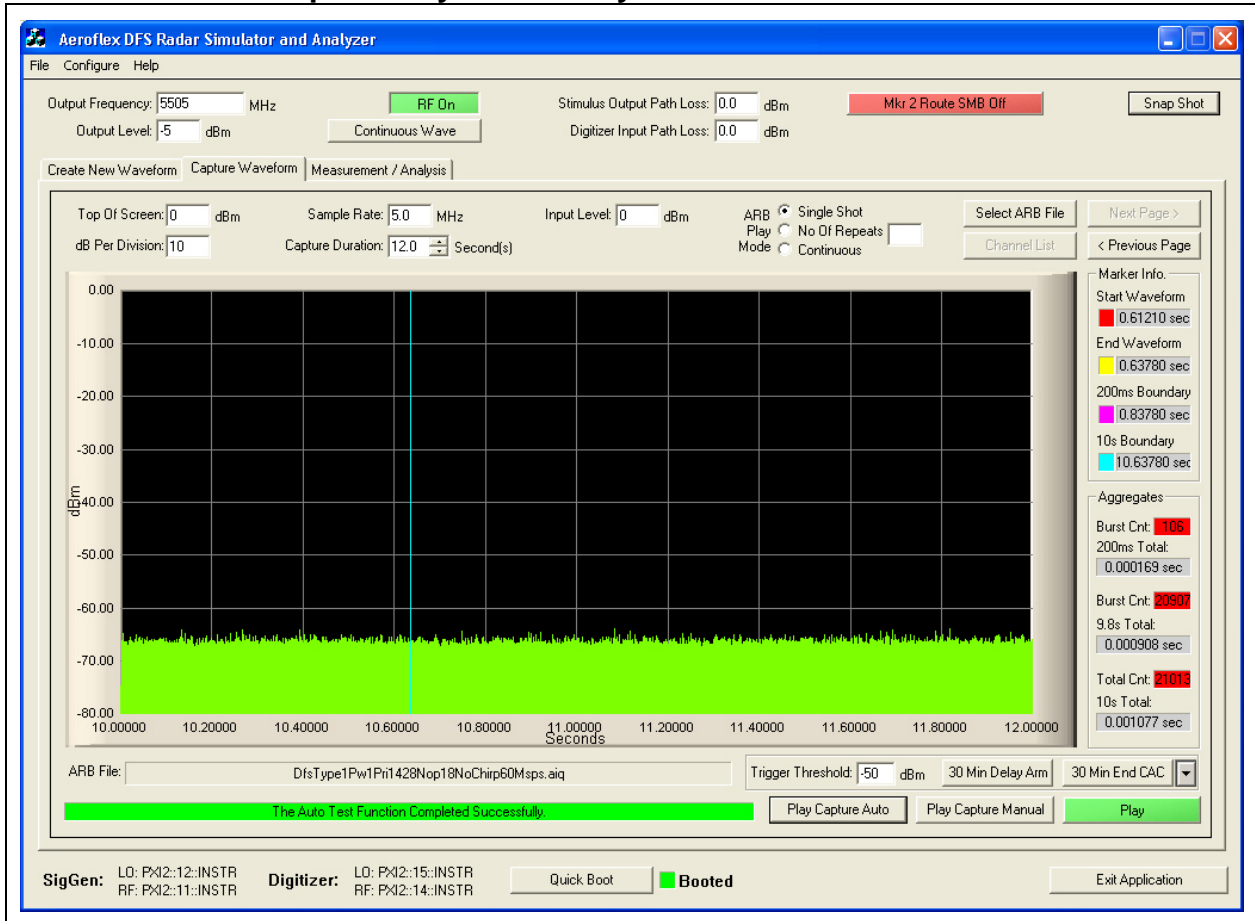 Aeroflex DFS Radar Simulator and Analyzer
File Configure Help
Output Frequency: 5505 MHz RF On Stimulus Output Path Loss: 0.0 dBm Mkr 2 Route SMB Off Snap Shot
Output Level: -5 dBm Continuous Wave Digitizer Input Path Loss: 0.0 dBm
Create New Waveform Capture Waveform Measurement / Analysis
Top Of Screen: 0 dBm Sample Rate: 5.0 MHz Input Level: 0 dBm ARB Play Mode Single Shot Select ARB File Next Page >
No Of Repeats
dB Per Division: 10 Capture Duration: 12.0 Second(s) Continuous Channel List < Previous Page
Marker Info.
Start Waveform
0.61210 sec
End Waveform
0.63780 sec
200ms Boundary
0.83780 sec
10s Boundary
10.63780 sec
Aggregates
Burst Cnt: 106
200ms Total:
0.000169 sec
Burst Cnt: 20907
9.8s Total:
0.000908 sec
Total Cnt: 21013
10s Total:
0.001077 sec
0.00
-10.00
-20.00
-30.00
-40.00
-50.00
-60.00
-70.00
-80.00
dBm
10.00000 10.20000 10.40000 10.60000 10.80000 11.00000 11.20000 11.40000 11.60000 11.80000 12.00000
Seconds
ARB File: DfsType1Pw1Pri1428Nop18NoChirp60Msps.aiq Trigger Threshold: -50 dBm 30 Min Delay Arm 30 Min End CAC
The Auto Test Function Completed Successfully. Play Capture Auto Play Capture Manual Play
SigGen: LO: PXI2::12::INSTR Digitizer: LO: PXI2::15::INSTR Quick Boot Booted Exit Application
RF: PXI2::11::INSTR RF: PXI2::14::INSTR